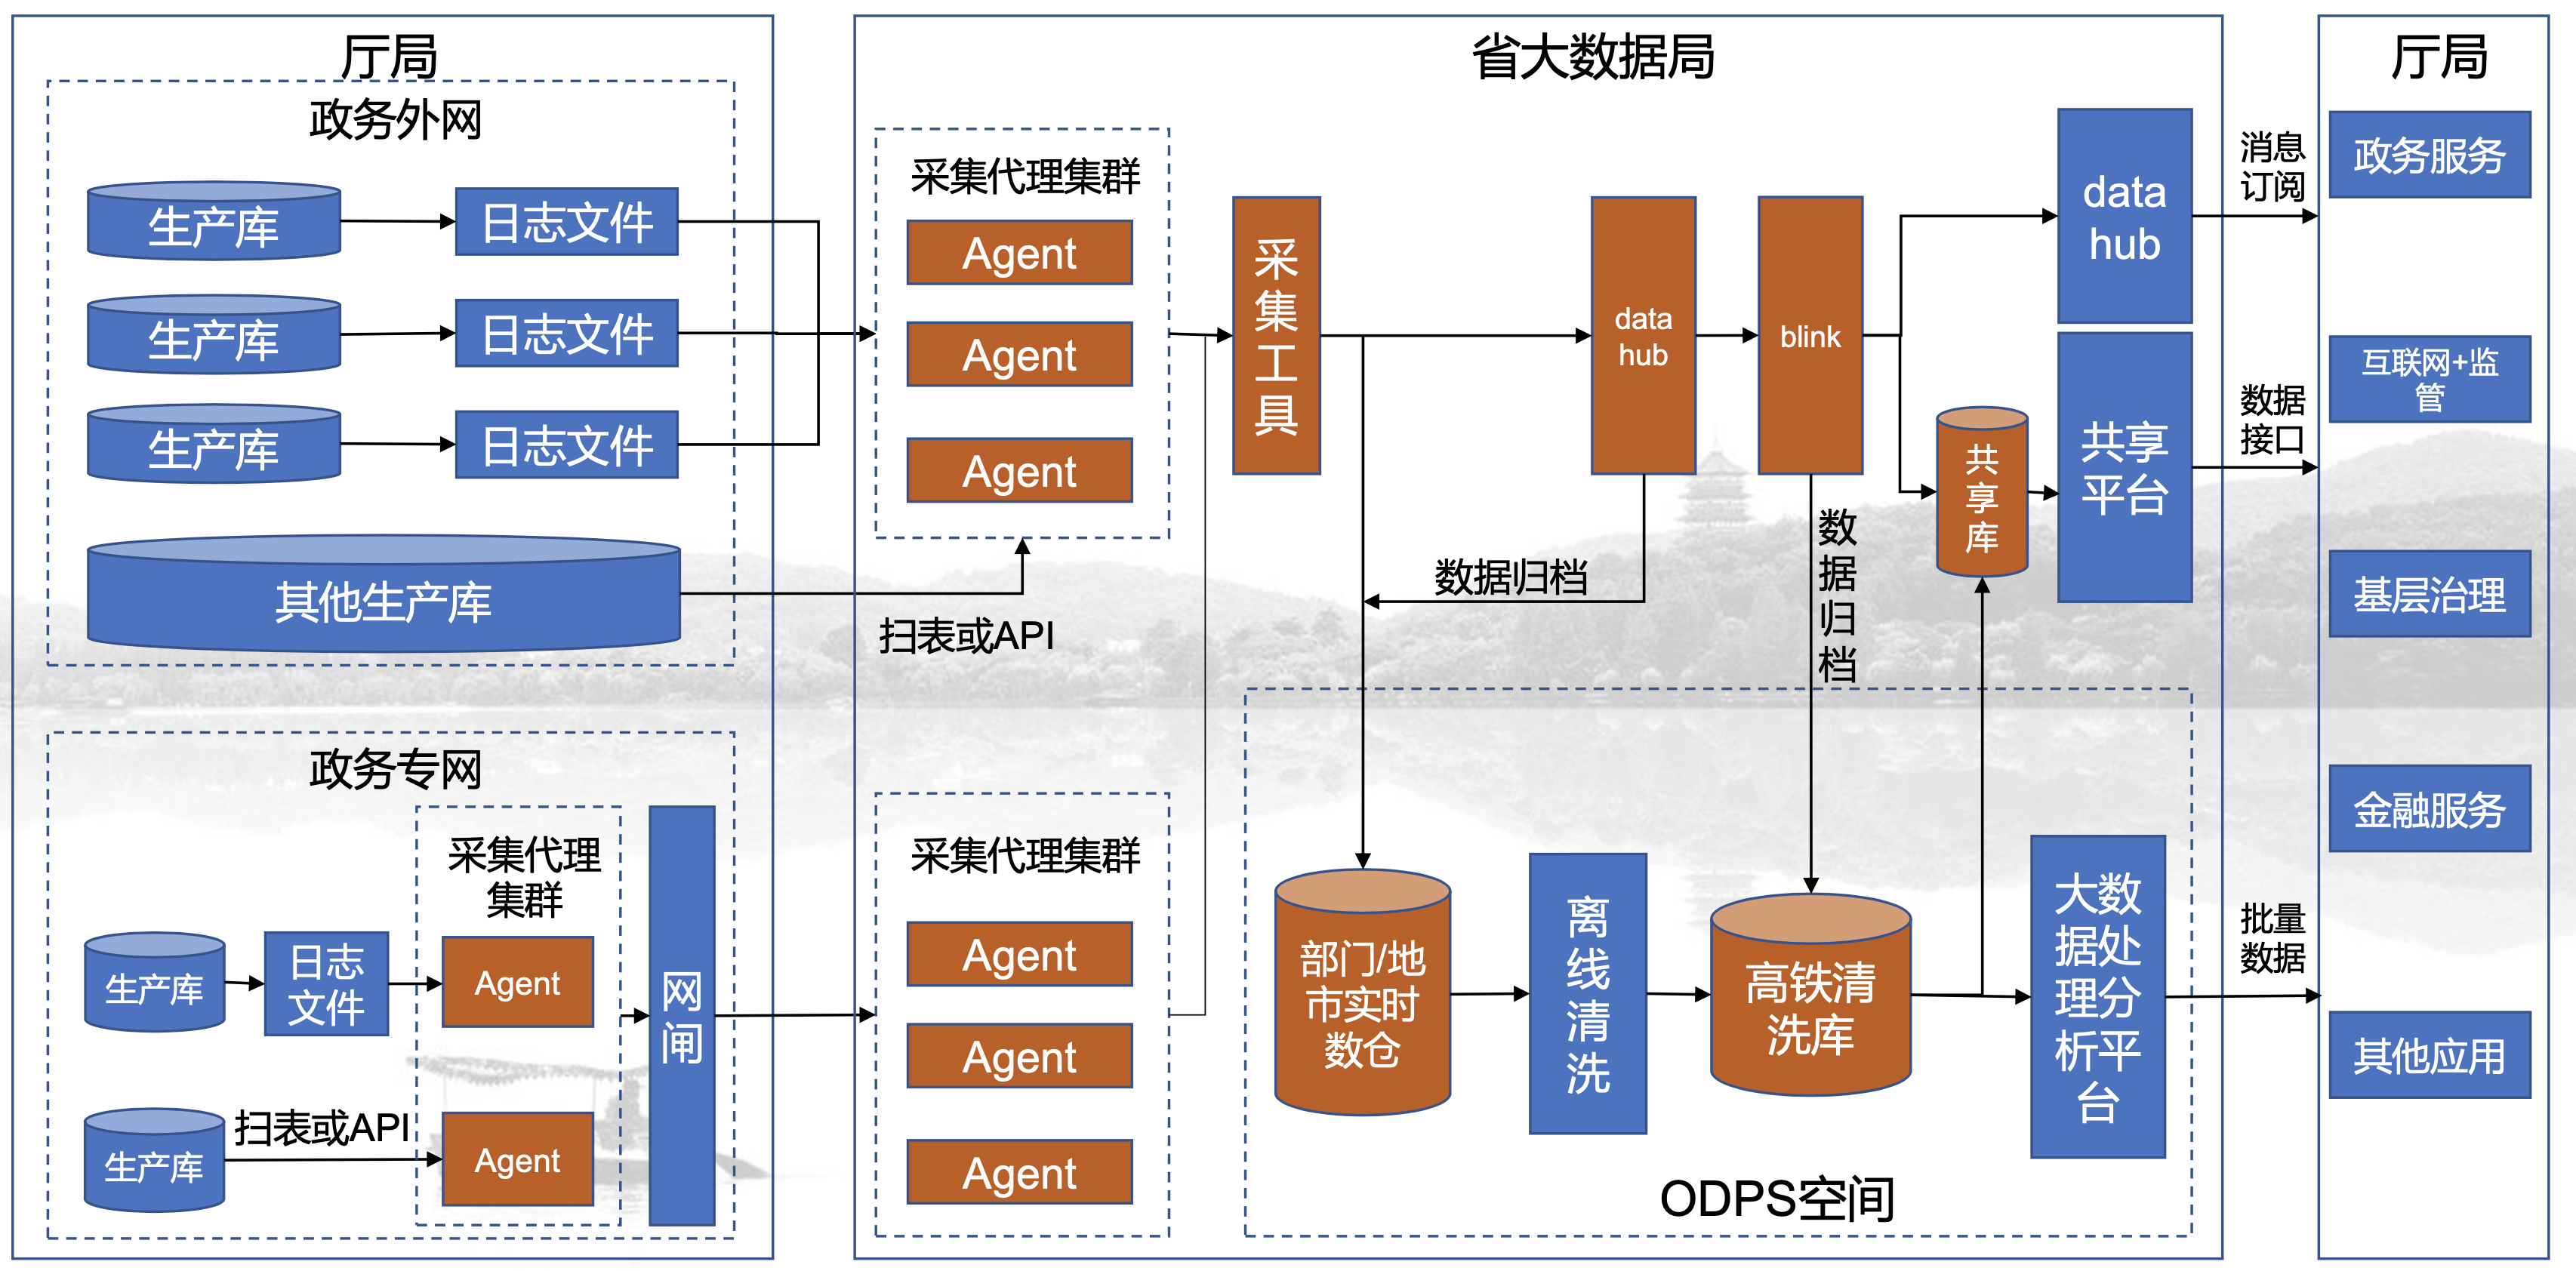 厅局
政务外网
生产库
日志文件
生产库
日志文件
生产库
日志文件
其他生产库
扫表或API
政务专网
采集代理
集群
生产库
日志
文件
Agent
网
闸
生产库
扫表或API
Agent
省大数据局
采集代理集群
Agent
Agent
Agent
采集代理集群
Agent
Agent
Agent
采
集
工
具
data
hub
blink
data
hub
共
享
库
共享
平台
数据归档
数
据
归
档
部门/地
市实时
数仓
离
线
清
洗
高铁清
洗库
大数
据处
理分
析平
台
ODPS空间
消息
订阅
数据
接口
批量
数据
厅局
政务服务
互联网+监
管
基层治理
金融服务
其他应用